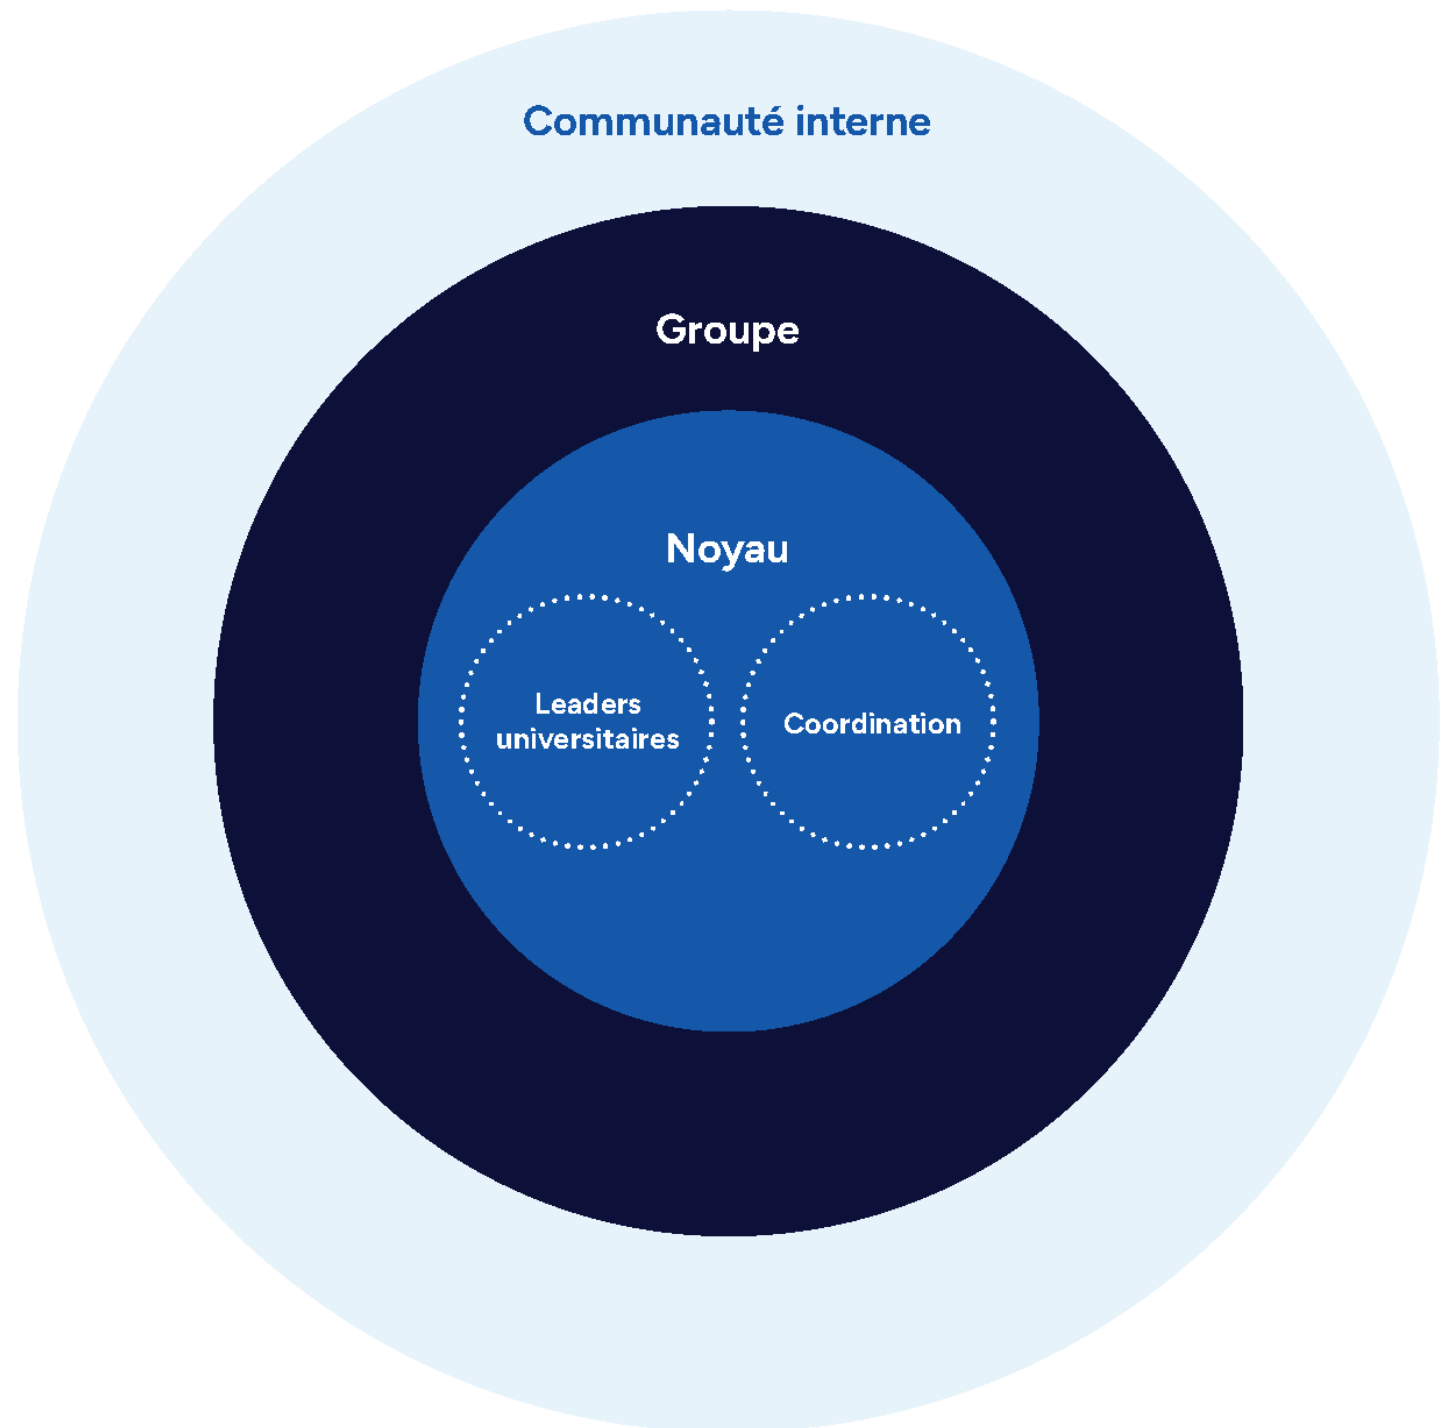 Communauté interne
Groupe
Noyau
Leaders
universitaires
Coordination